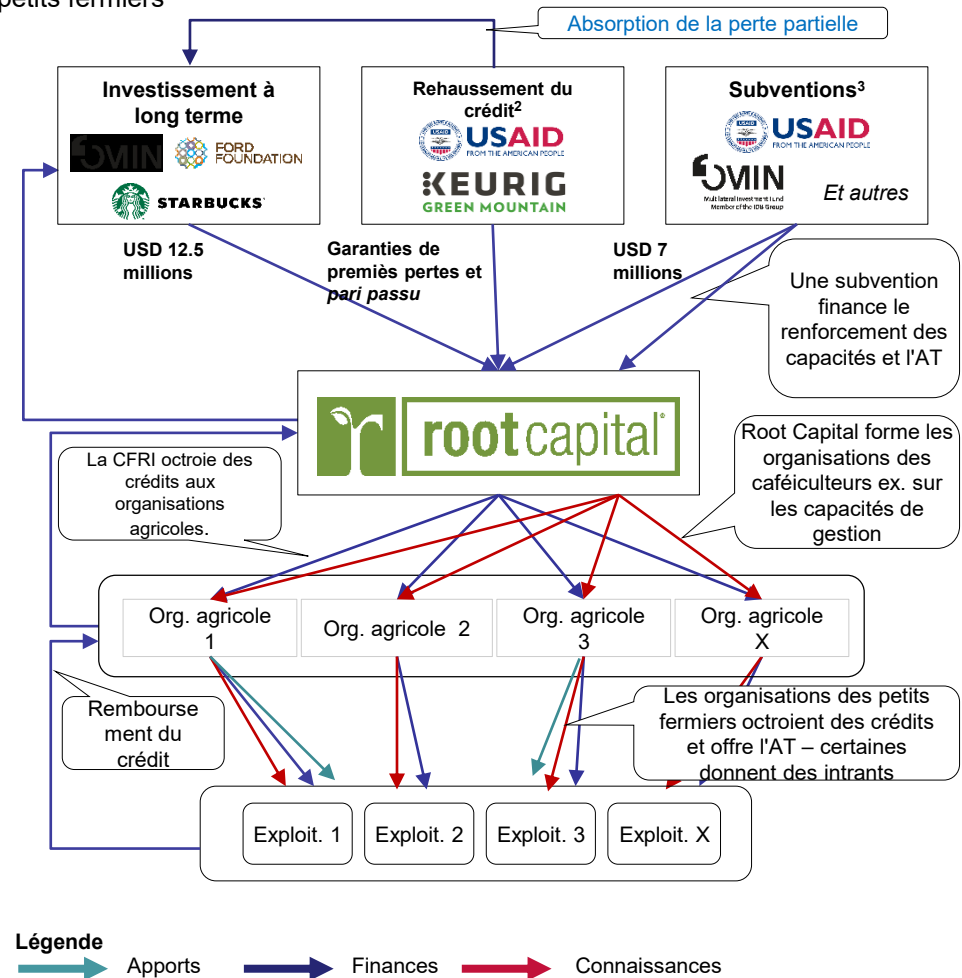 petits fermiers
Absorption de la perte partielle
Investissement à
long terme
OMIN
FORD
FOUNDATION
STARBUCKS
Rehaussement du
crédit²
USAID
FROM THE AMERICAN PEOPLE
KEURIG
GREEN MOUNTAIN
Subventions³
USAID
FROM THE AMERICAN PEOPLE
OMIN
Multilateral Investment Fund
Member of the IDB Group
Et autres
USD 12.5
millions
Garanties de
premiès pertes et
pari passu
USD 7
millions
Une subvention
finance le
renforcement des
capacités et l'AT
root capital
La CFRI octroie des
crédits aux
organisations
agricoles.
Root Capital forme les
organisations des
caféiculteurs ex. sur
les capacités de
gestion
Org. agricole
1
Org. agricole 2
Org. agricole
3
Org. agricole
X
Rembourse
ment du
crédit
Les organisations des petits
fermiers octroient des crédits
et offre l'AT – certaines
donnent des intrants
Exploit. 1
Exploit. 2
Exploit. 3
Exploit. X
Légende
Apports
Finances
Connaissances